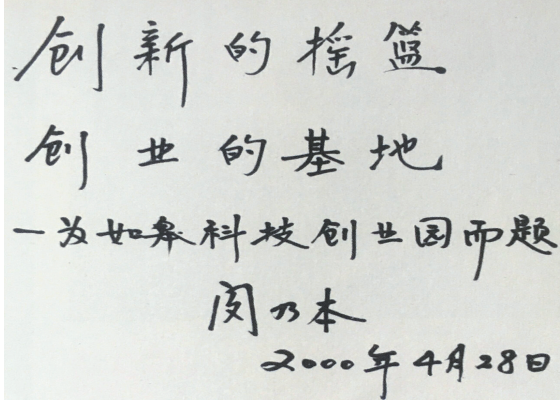 创新的摇篮
创业的基地
—为如皋科技创业园而题
闵乃本
2000年4月28日